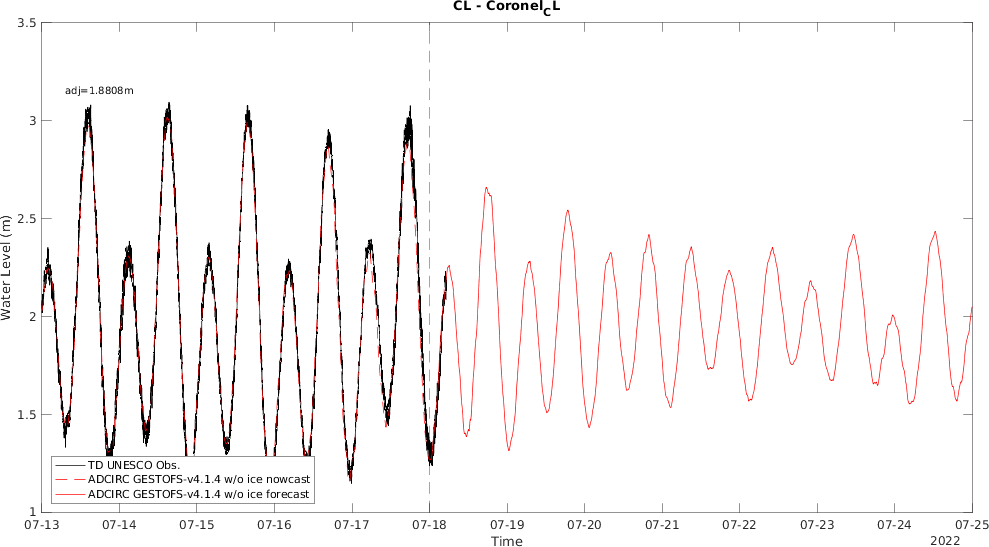 CL - Coronel_CL
3.5
adj=1.8808m
3
2.5
2
1.5
1
Water Level (m)
TD UNESCO Obs.
ADCIRC GESTOFS-v4.1.4 w/o ice nowcast
ADCIRC GESTOFS-v4.1.4 w/o ice forecast
07-13 07-14 07-15 07-16 07-17 07-18 07-19 07-20 07-21 07-22 07-23 07-24 07-25
Time
2022